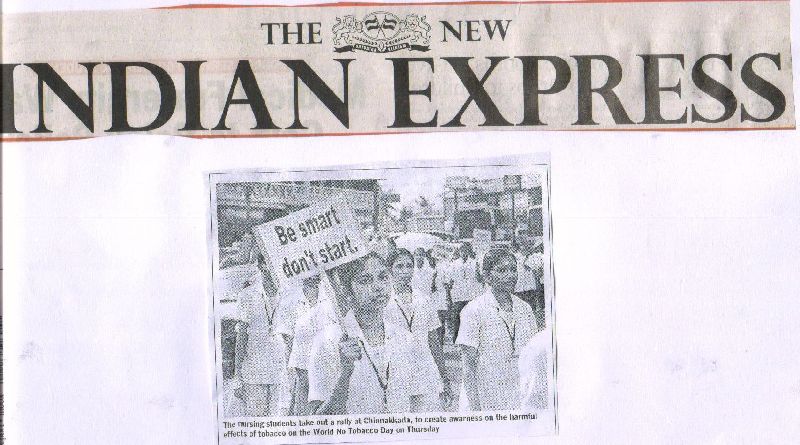 THE NEW
INDIAN EXPRESS
Be smart
don't start.
The nursing students take out a rally at Chinnakkada, to create awarness on the harmful
effects of tobacco on the World No Tobacco Day on Thursday